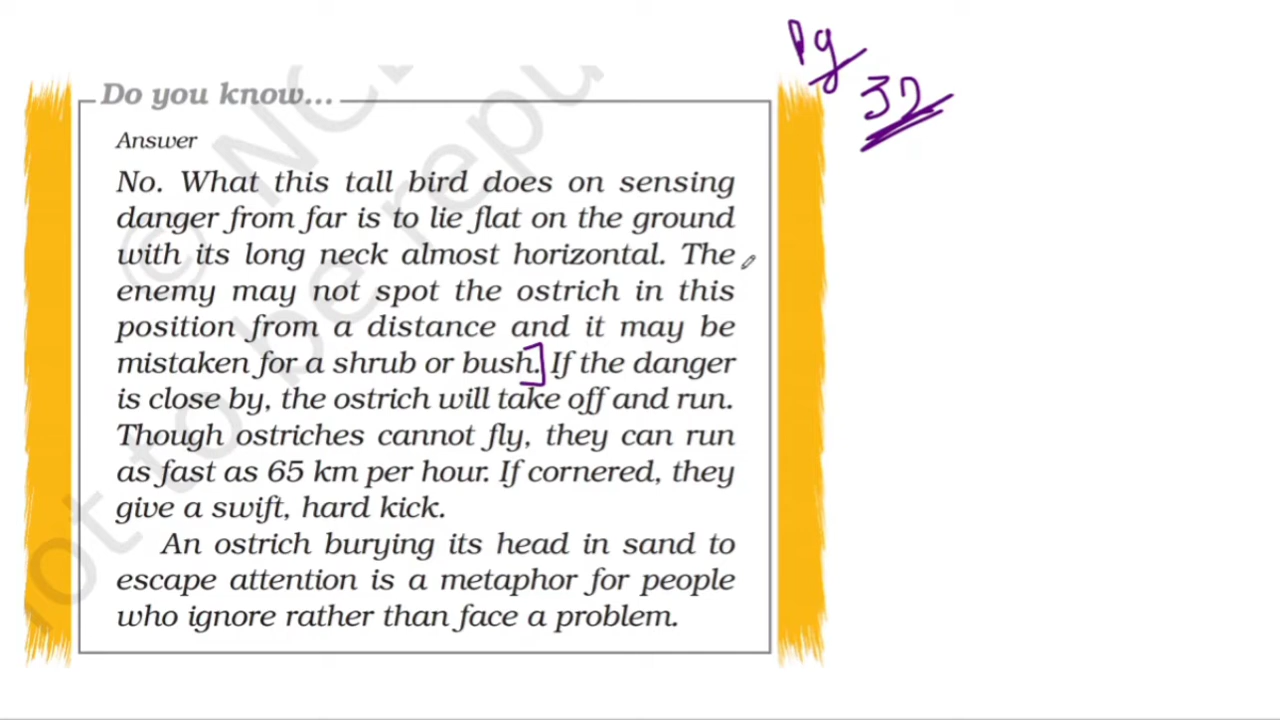 Pg
32
Do you know...
Answer
No. What this tall bird does on sensing
danger from far is to lie flat on the ground
with its long neck almost horizontal. The
enemy may not spot the ostrich in this
position from a distance and it may be
mistaken for a shrub or bush.] If the danger
is close by, the ostrich will take off and run.
Though ostriches cannot fly, they can run
as fast as 65 km per hour. If cornered, they
give a swift, hard kick.
An ostrich burying its head in sand to
escape attention is a metaphor for people
who ignore rather than face a problem.